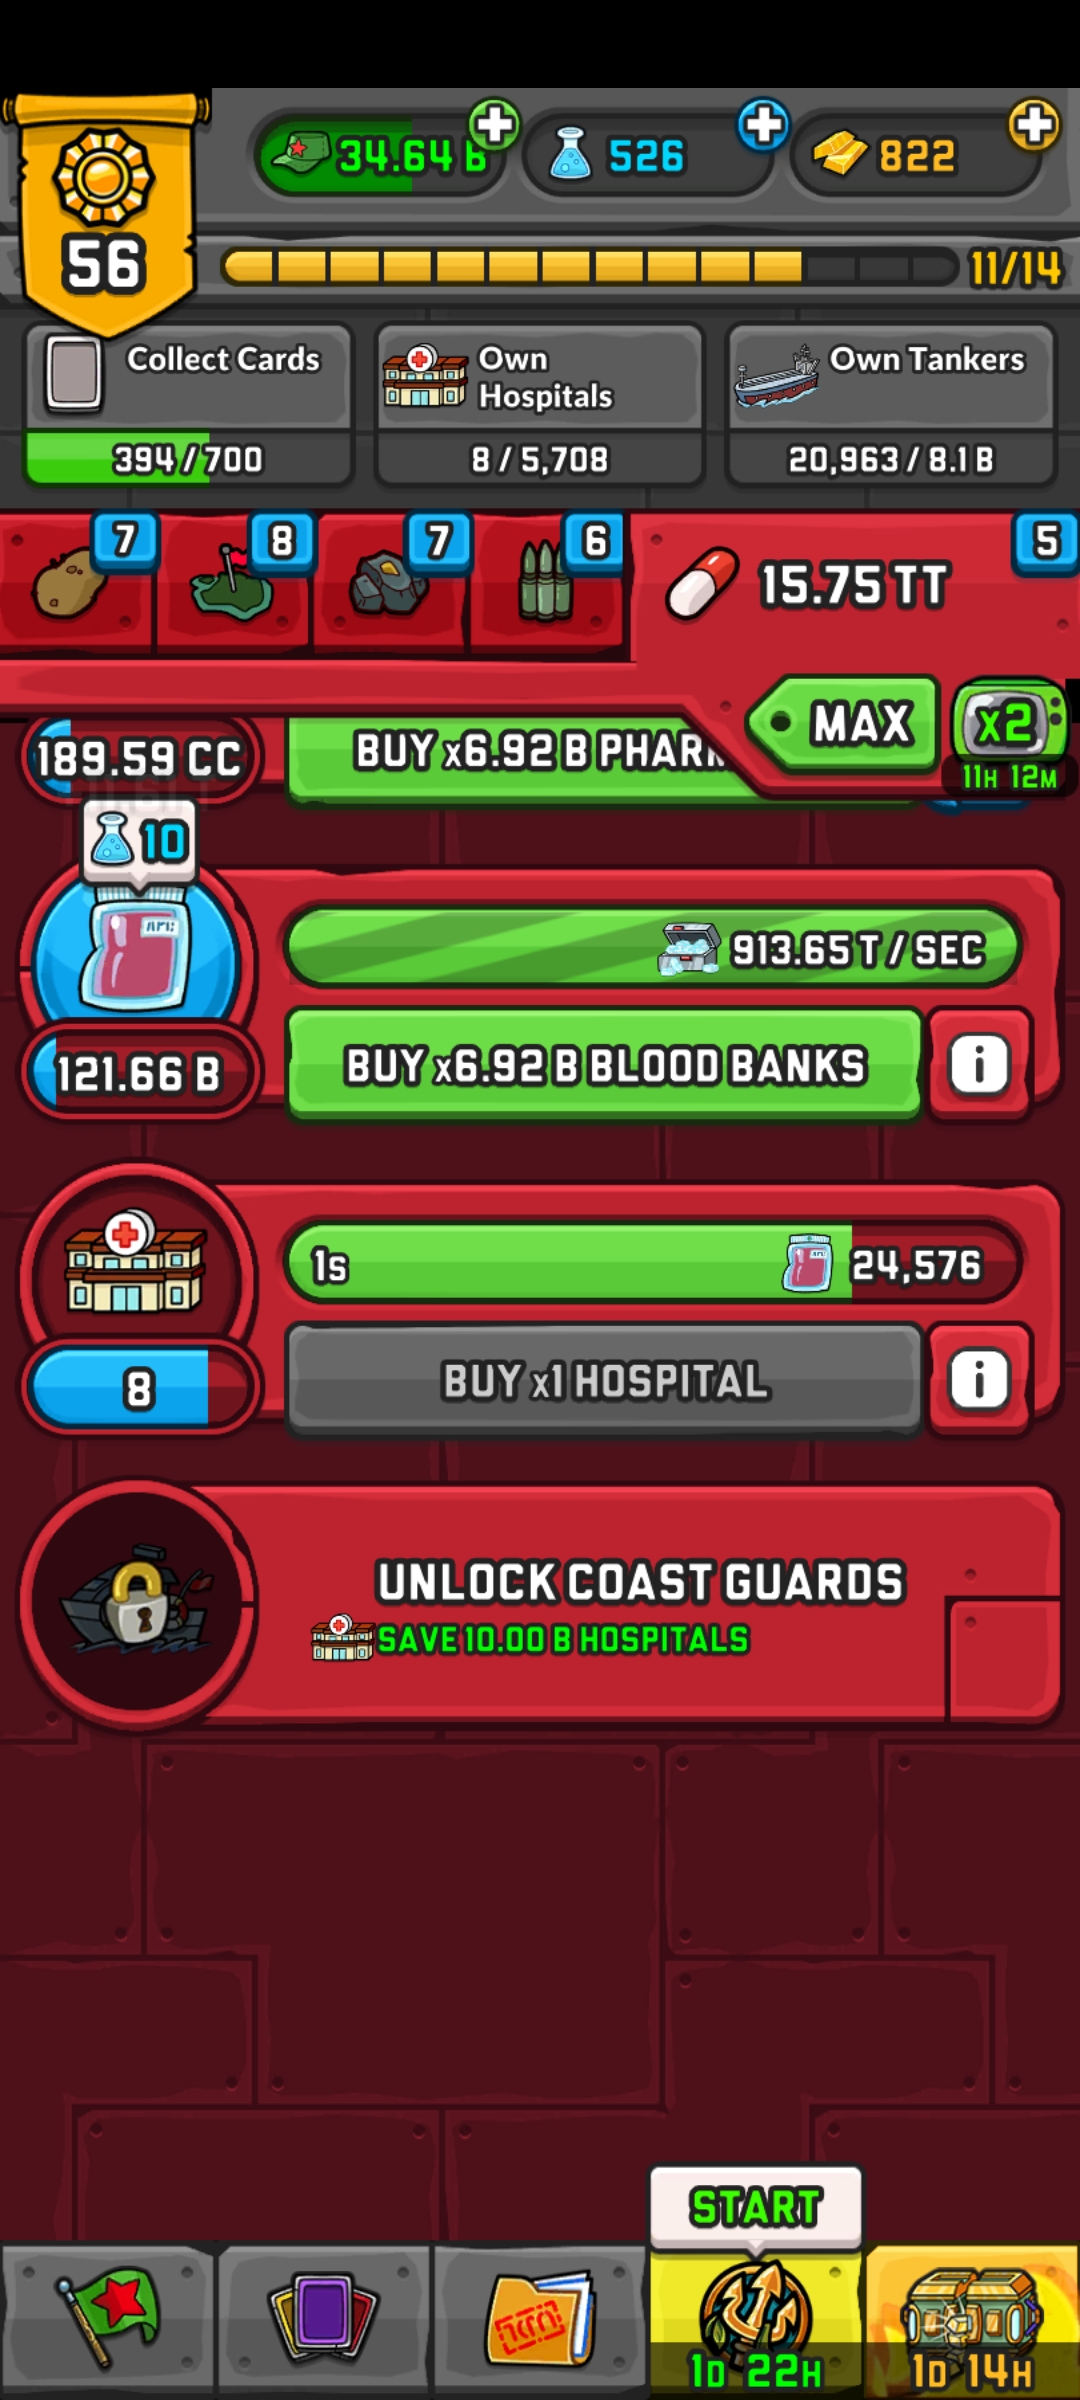 34.64 B
526
822
56
11/14
Collect Cards
394/700
Own
Hospitals
8/5,708
Own Tankers
20,963/8.1 B
7
8
7
6
15.75 TT
5
MAX
X2
11H 12M
189.59 CC
BUY x6.92 B
10
913.65 T / SEC
121.66 B
BUY x6.92 B BLOOD BANKS
i
1s
24,576
8
BUY x1 HOSPITAL
i
UNLOCK COAST GUARDS
SAVE 10.00 B HOSPITALS
START
1D 22H
1D 14H